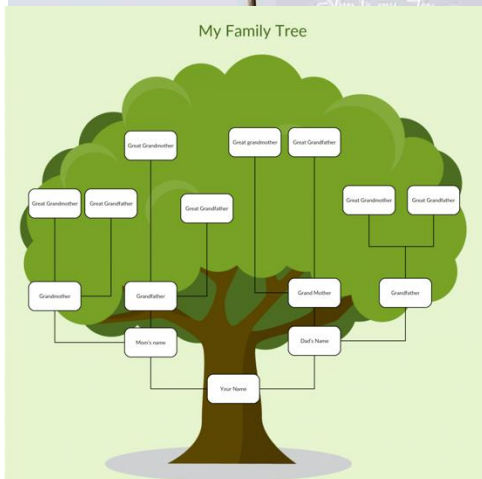 My Family Tree
Great Grandmother
Great grandmother
Great Grandfather
Great Grandmother
Great Grandfather
Great Grandfather
Great Grandmother
Great Grandfather
Grandmother
Grandfather
Grand Mother
Grandfather
Mom's name
Dad's Name
Your Name